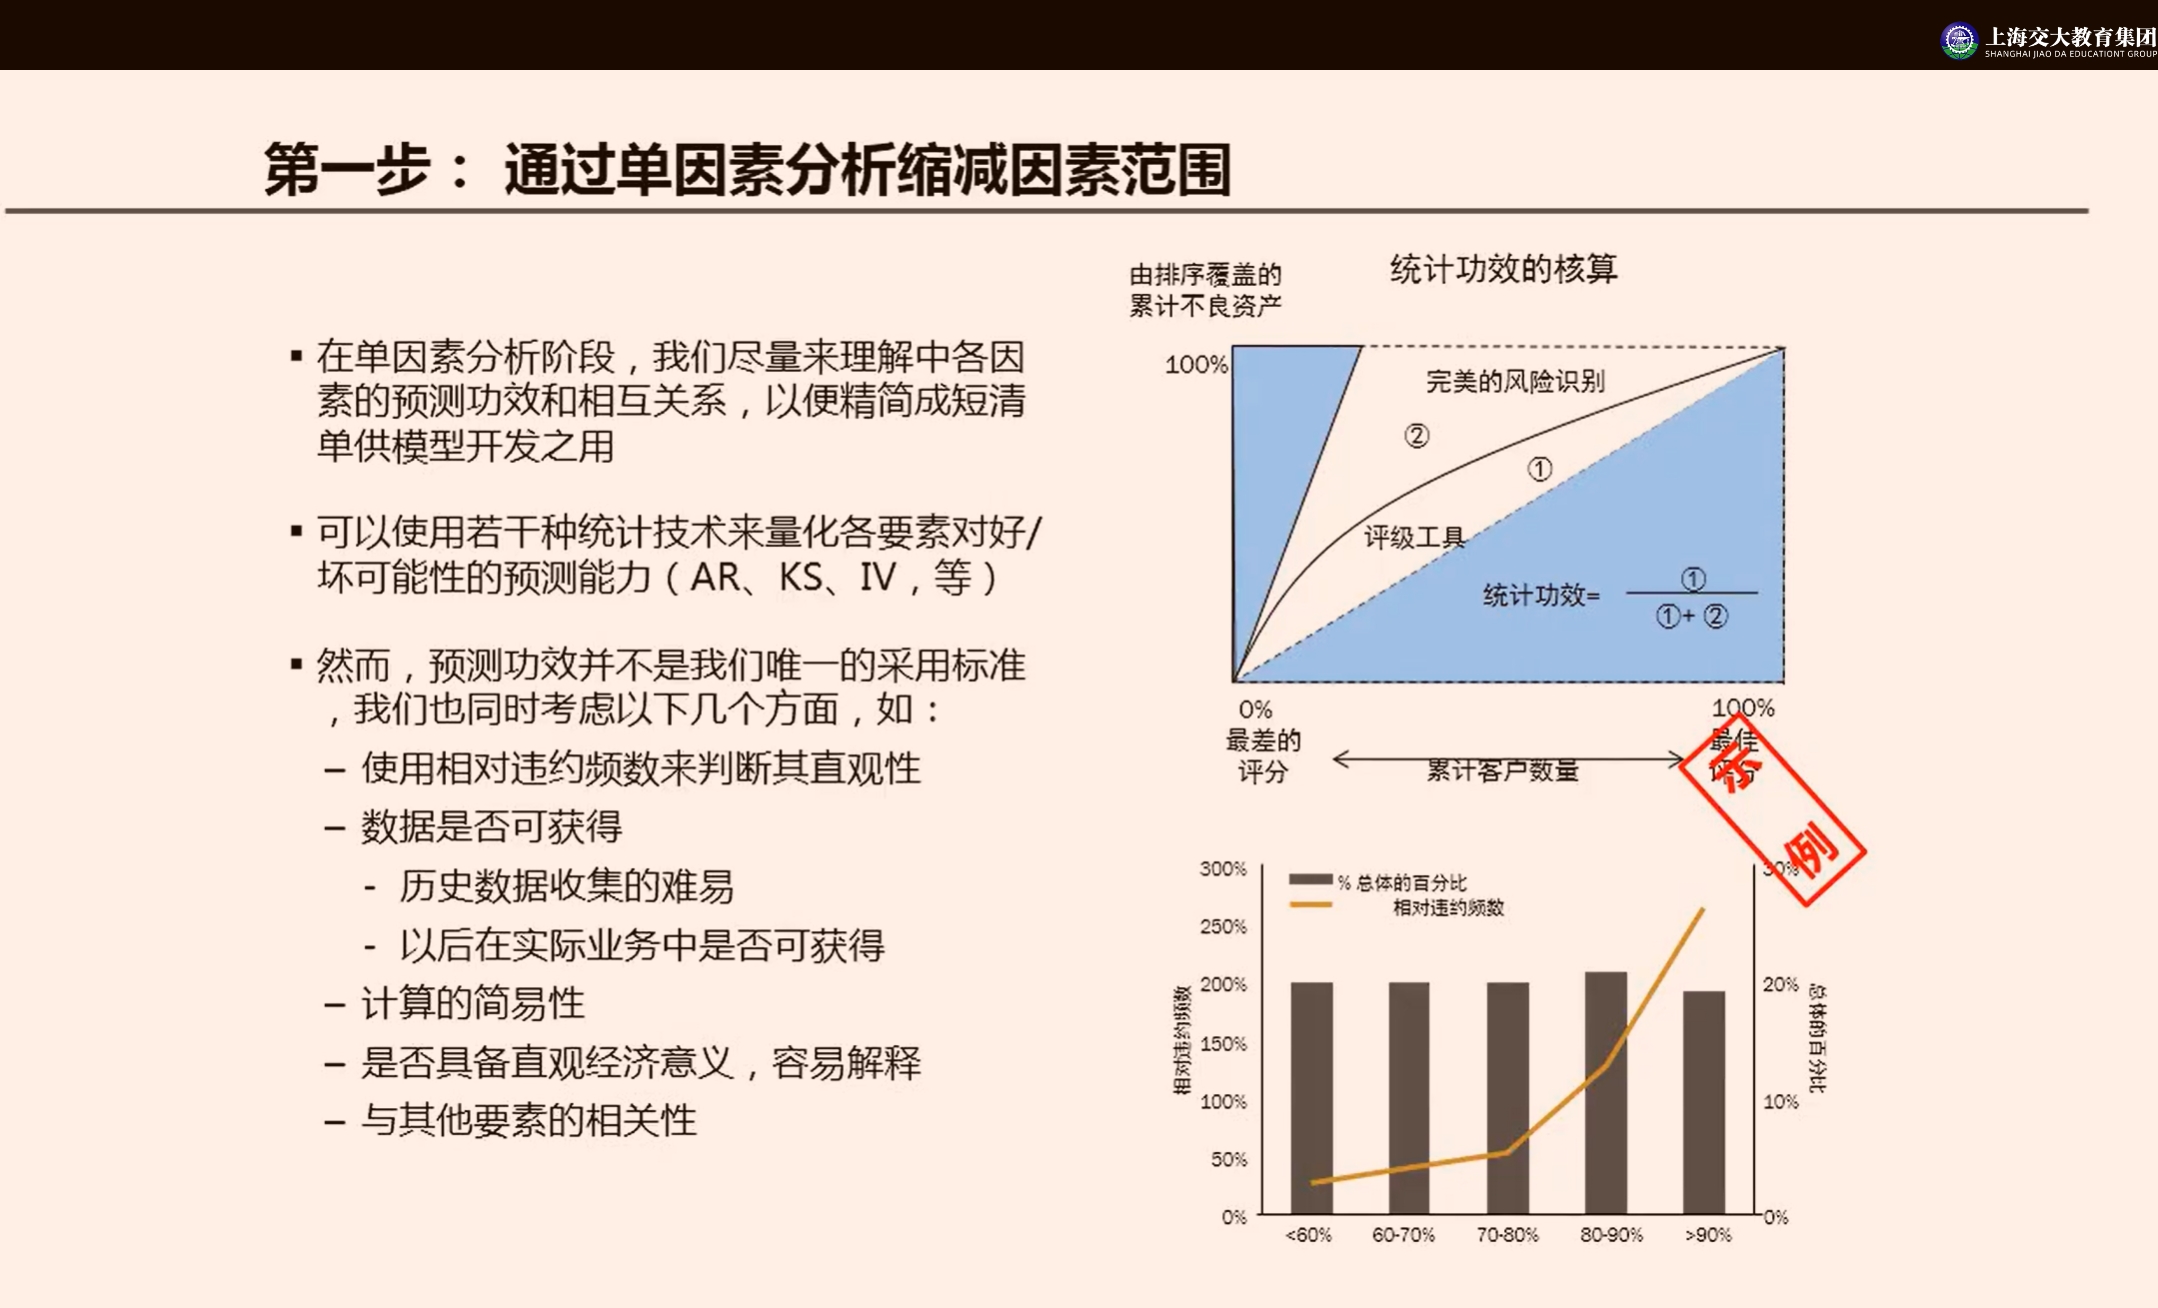 上海交大教育集团
SHANGHAI JIAO DA EDUCATIONT GROUP
第一步： 通过单因素分析缩减因素范围
▪ 在单因素分析阶段，我们尽量来理解中各因
素的预测功效和相互关系，以便精简成短清
单供模型开发之用
▪ 可以使用若干种统计技术来量化各要素对好/
坏可能性的预测能力（AR、KS、IV，等）
▪ 然而，预测功效并不是我们唯一的采用标准
，我们也同时考虑以下几个方面，如：
– 使用相对违约频数来判断其直观性
– 数据是否可获得
- 历史数据收集的难易
- 以后在实际业务中是否可获得
– 计算的简易性
– 是否具备直观经济意义，容易解释
– 与其他要素的相关性
统计功效的核算
由排序覆盖的
累计不良资产
100%
完美的风险识别
②
①
评级工具
统计功效=
①
①+ ②
0%
100%
最差的
评分
累计客户数量
最佳
评分
示
例
300%
250%
200%
150%
100%
50%
0%
相对违约频数
% 总体的百分比
相对违约频数
30%
20%
10%
0%
总体的百分比
<60%
60-70%
70-80%
80-90%
>90%